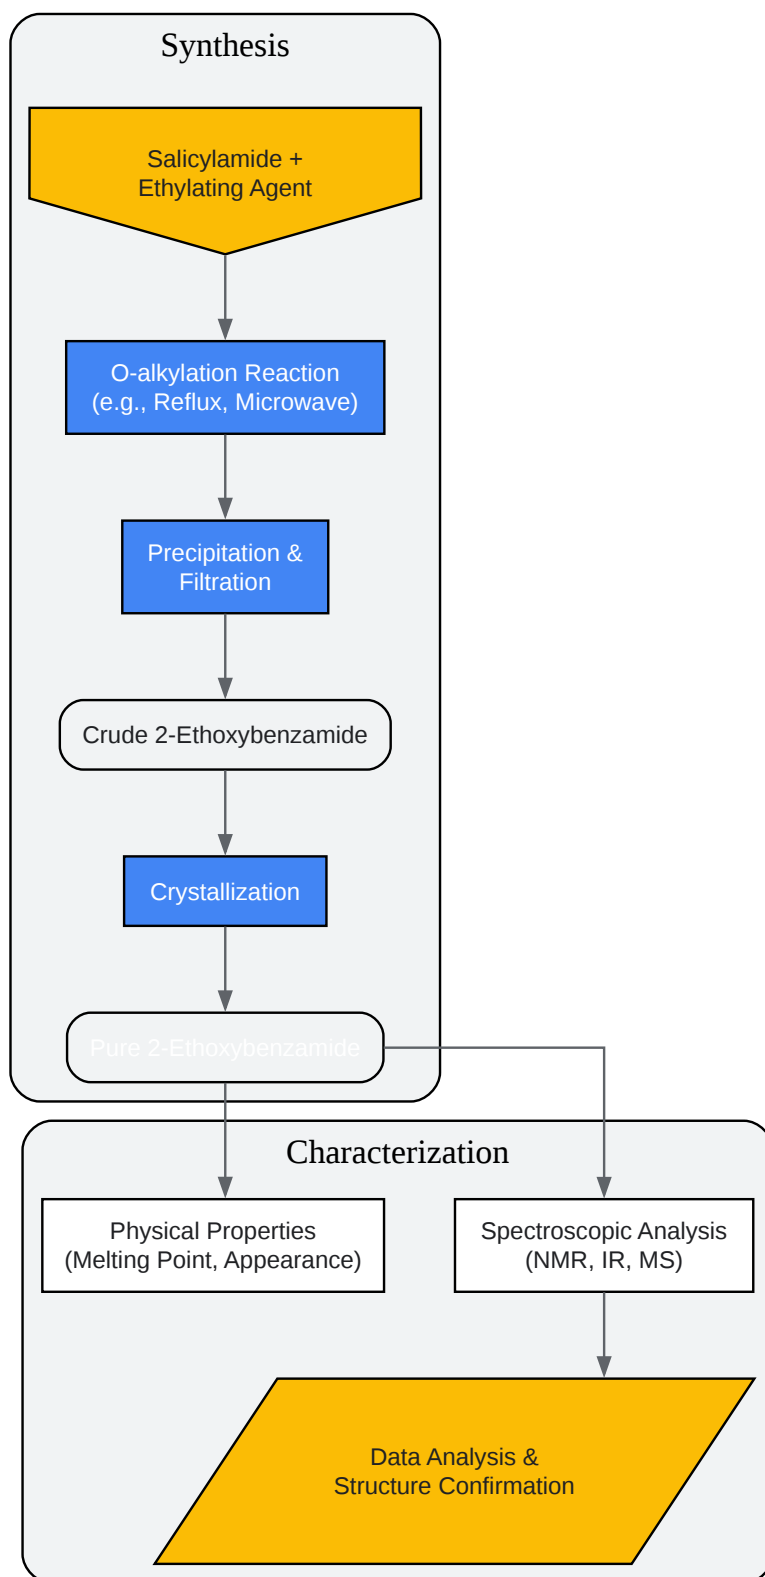 Synthesis
Salicylamide +
Ethylating Agent
O-alkylation Reaction
(e.g., Reflux, Microwave)
Precipitation &
Filtration
Crude 2-Ethoxybenzamide
Crystallization
Pure 2-Ethoxybenzamide
Characterization
Physical Properties
(Melting Point, Appearance)
Spectroscopic Analysis
(NMR, IR, MS)
Data Analysis &
Structure Confirmation